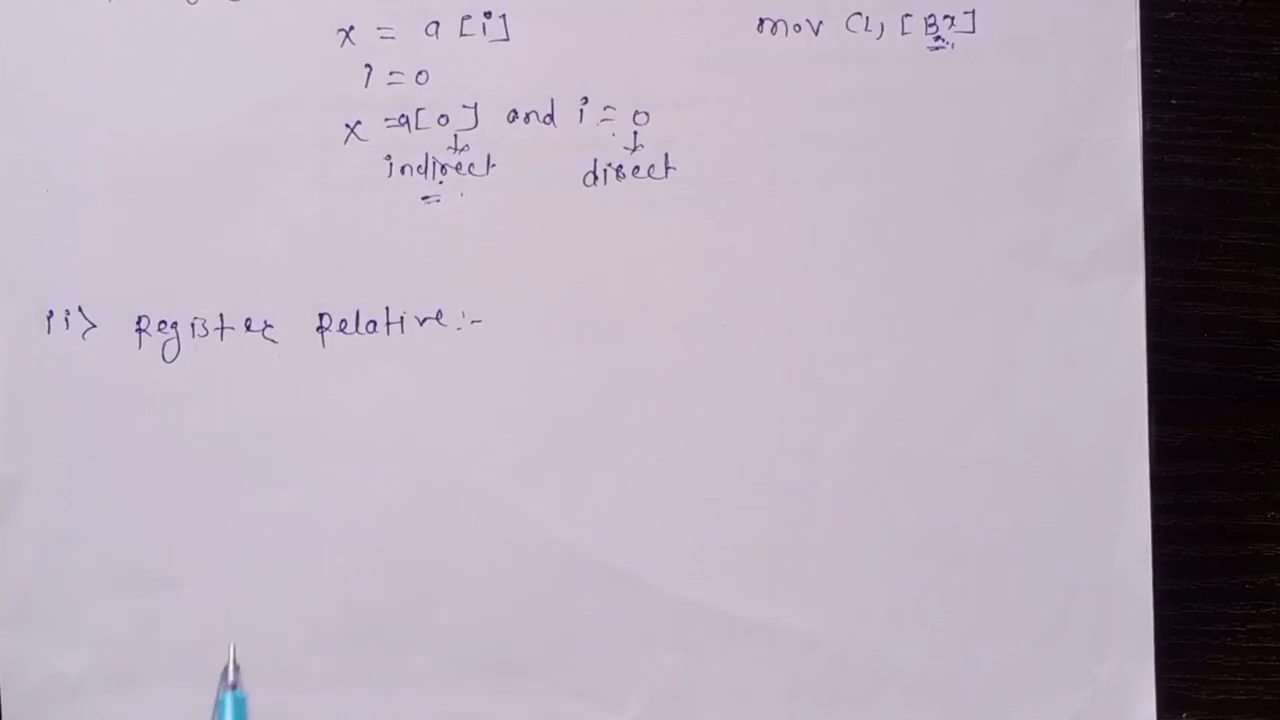 x = a [i]
mov CL, [Bx]
i = 0
x = a[0] and i = 0
indirect direct
ii> Register Relative :-